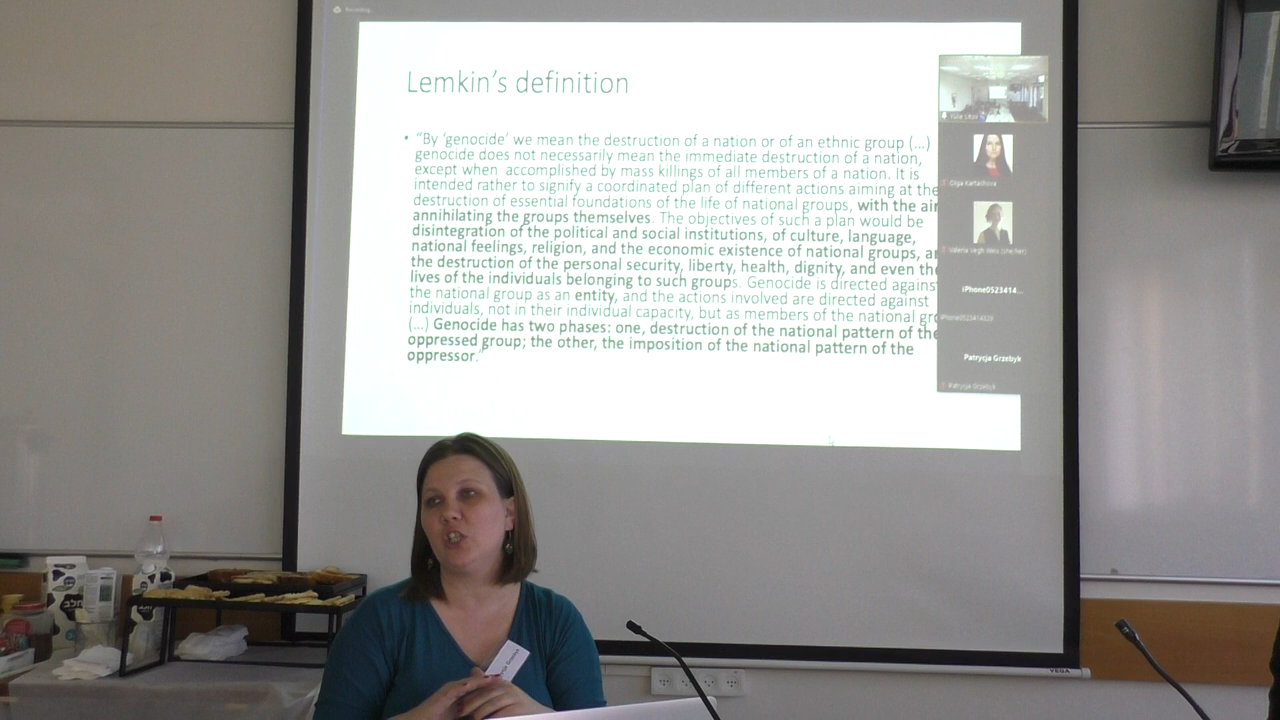 Recording...
Lemkin's definition
• "By 'genocide' we mean the destruction of a nation or of an ethnic group (...)
genocide does not necessarily mean the immediate destruction of a nation,
except when accomplished by mass killings of all members of a nation. It is
intended rather to signify a coordinated plan of different actions aiming at the
destruction of essential foundations of the life of national groups, with the
annihilating the groups themselves. The objectives of such a plan would be
disintegration of the political and social institutions, of culture, language,
national feelings, religion, and the economic existence of national groups,
the destruction of the personal security, liberty, health, dignity, and even
lives of the individuals belonging to such groups. Genocide is directed
the national group as an entity, and the actions involved are directed against
individuals, not in their individual capacity, but as members of the national
(...) Genocide has two phases: one, destruction of the national pattern of the
oppressed group; the other, the imposition of the national pattern of the
oppressor."
Olga Kartashova
Valeria Vegh Weis (she/her)
iPhone0523414...
Patrycja Grzebyk
Patrycja Grzebyk
חלב
VEGA